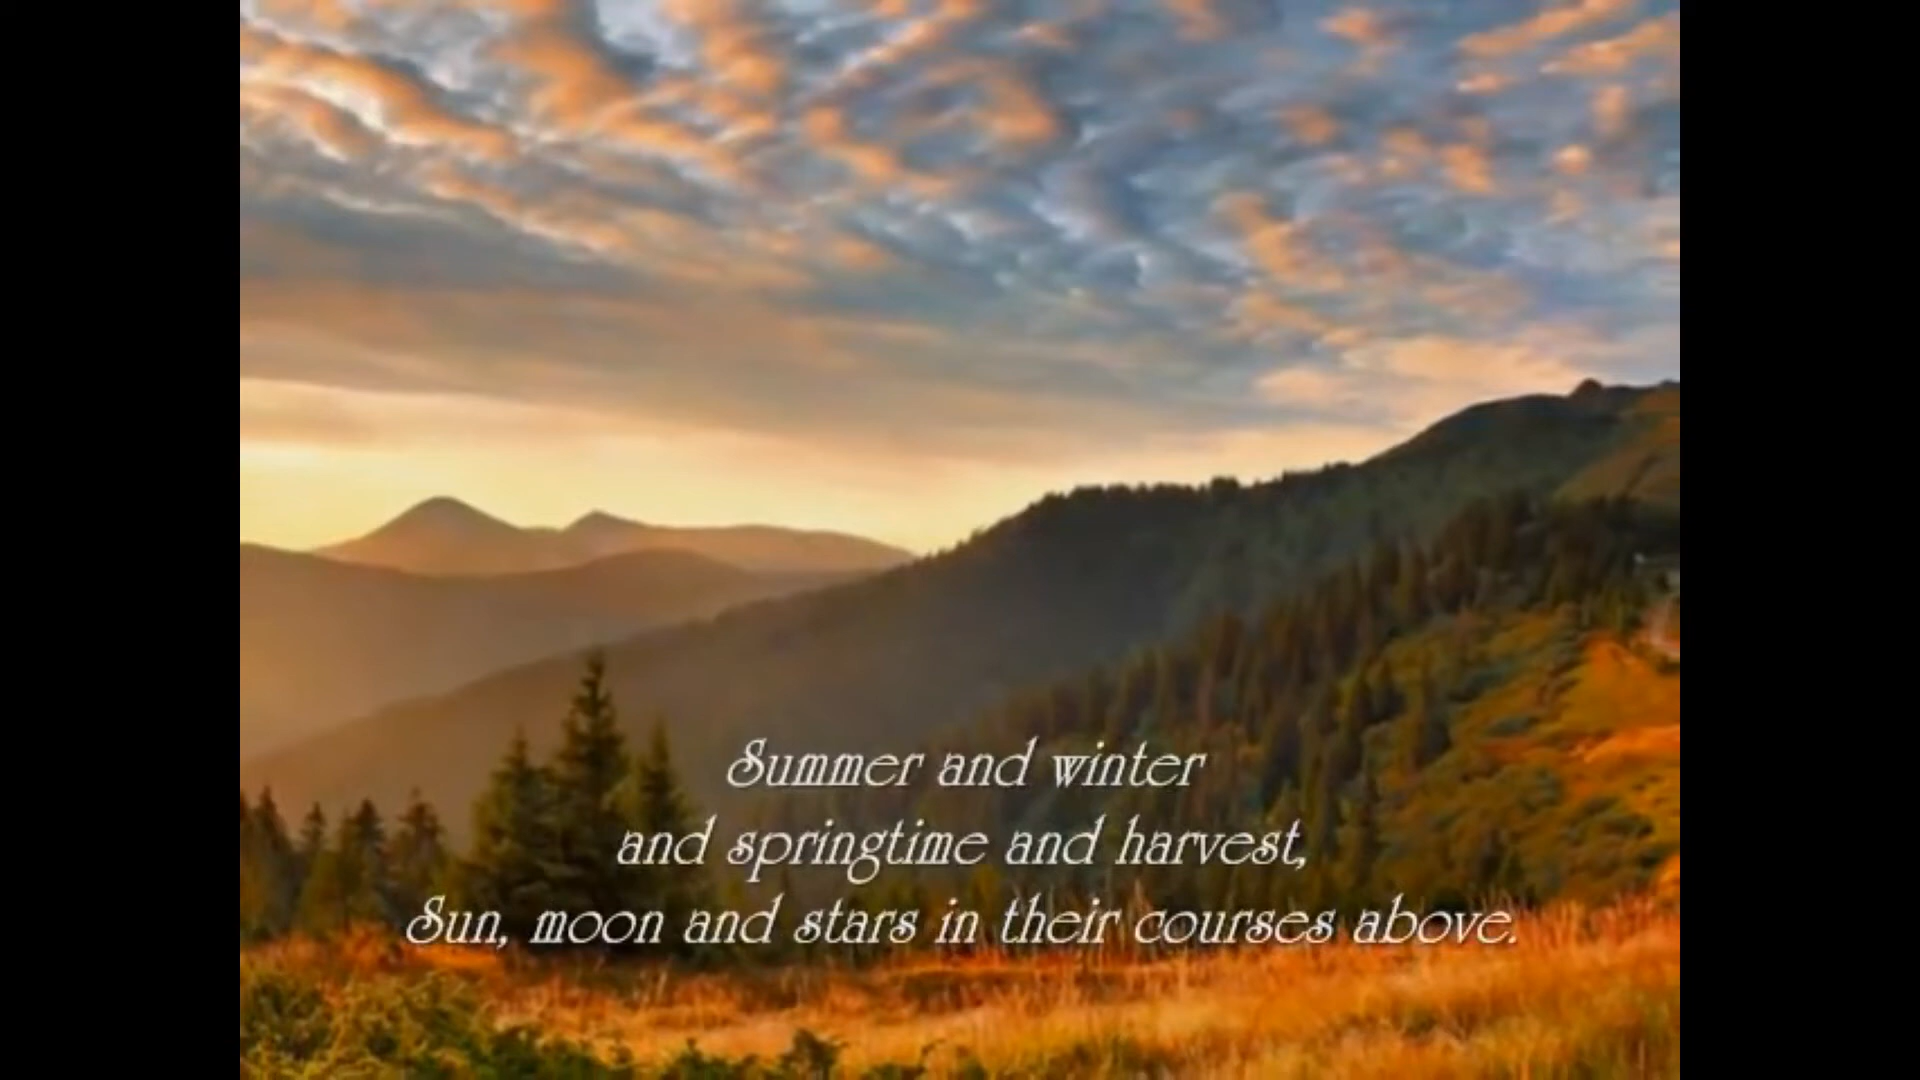 Summer and winter
and springtime and harvest,
Sun, moon and stars in their courses above.